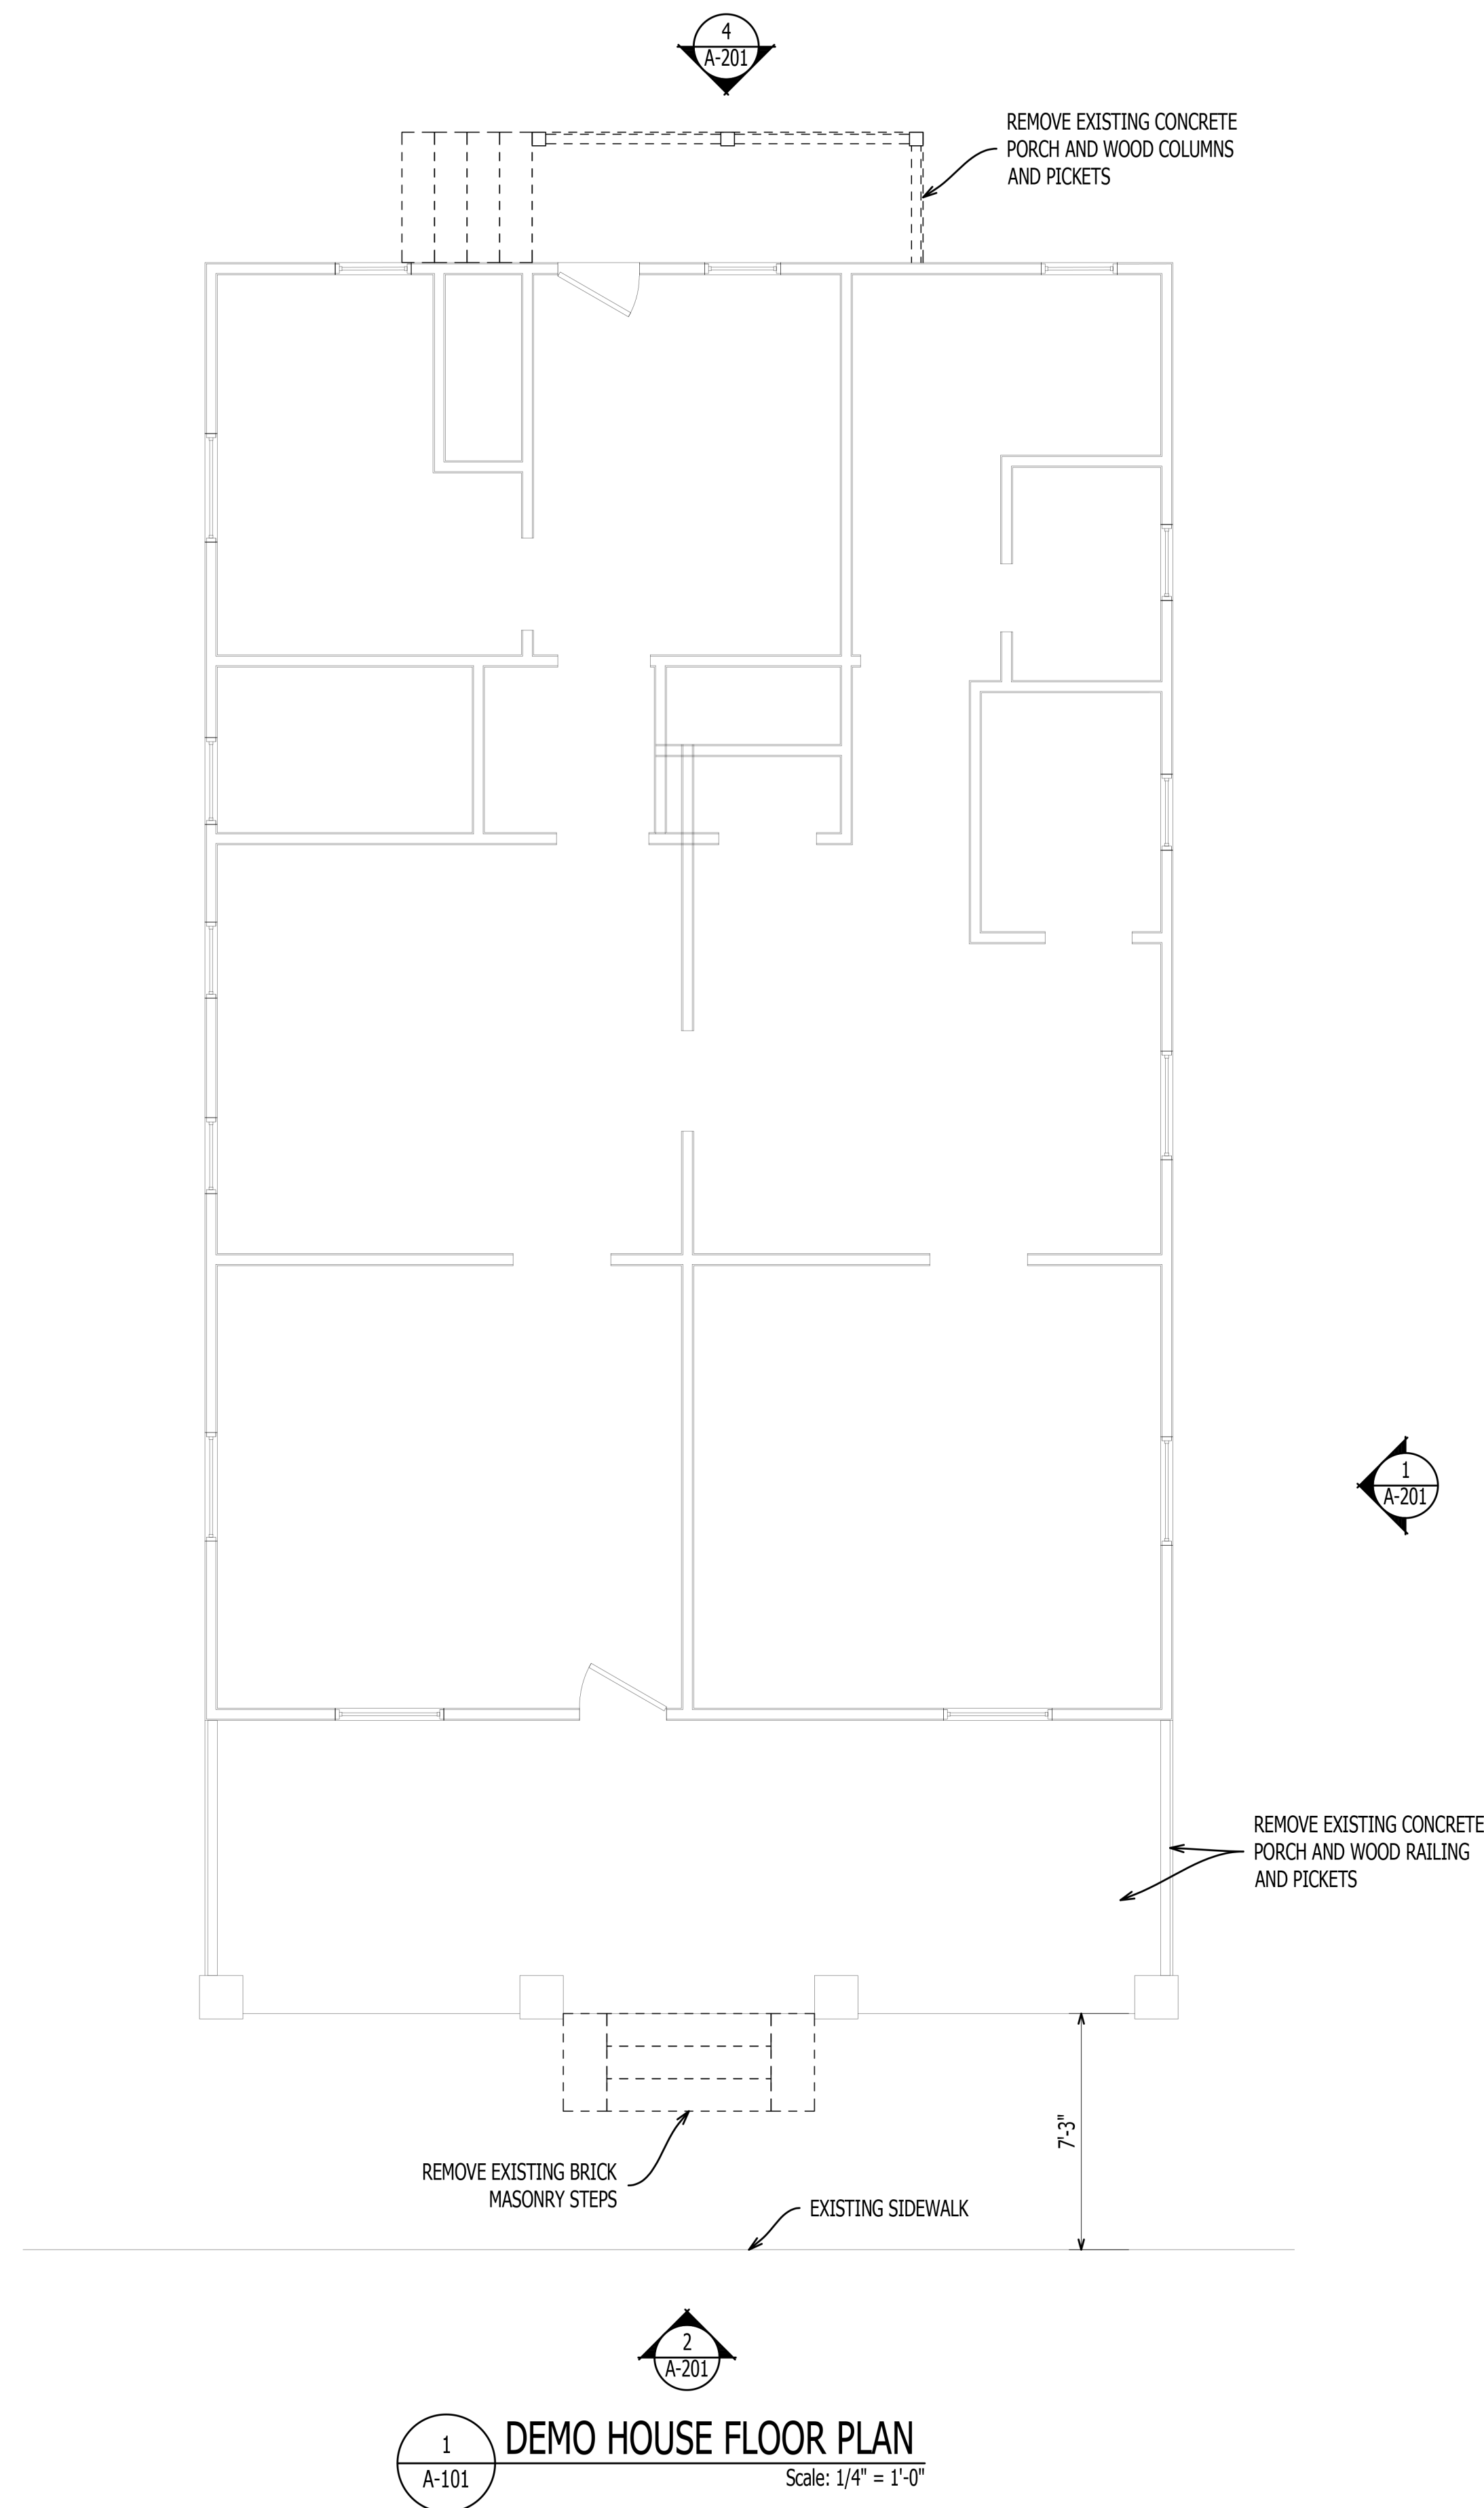 4
A-201
REMOVE EXISTING CONCRETE
PORCH AND WOOD COLUMNS
AND PICKETS
1
A-201
REMOVE EXISTING CONCRETE
PORCH AND WOOD RAILING
AND PICKETS
7'-3"
REMOVE EXISTING BRICK
MASONRY STEPS
EXISTING SIDEWALK
2
A-201
1
A-101
DEMO HOUSE FLOOR PLAN
Scale: 1/4" = 1'-0"